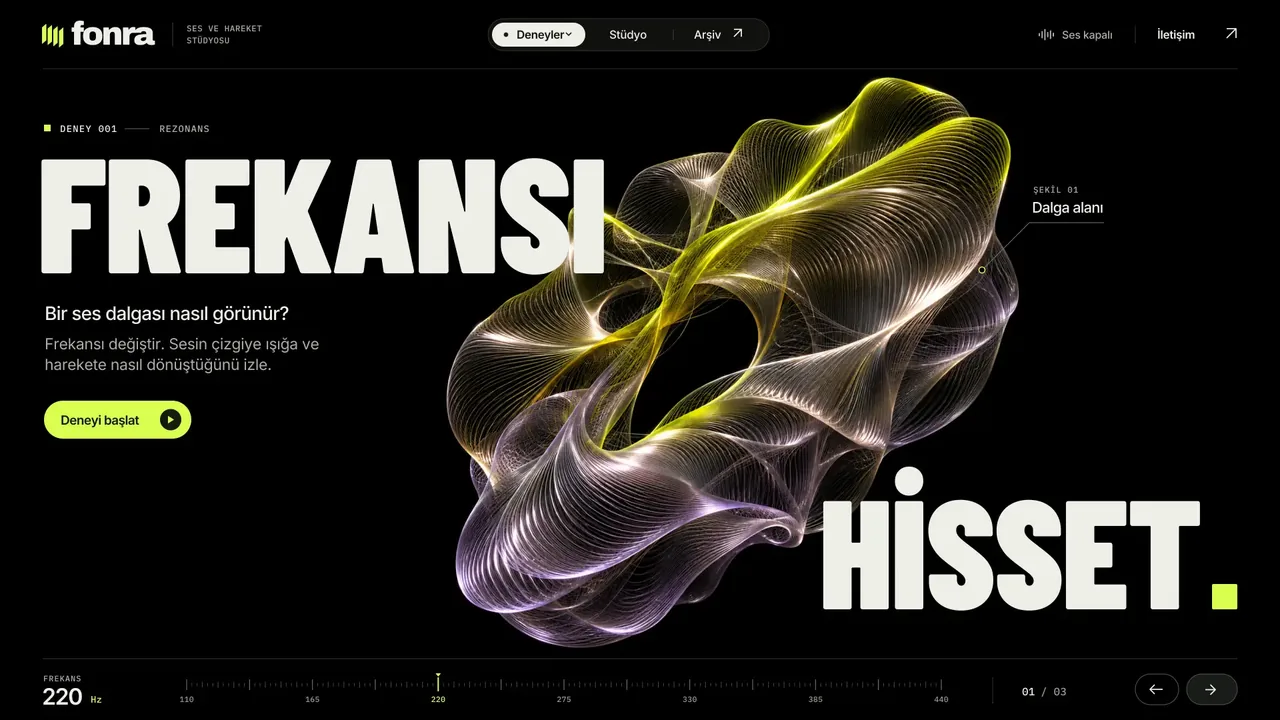 fonra
SES VE HAREKET
STÜDYOSU
Deneyler
Stüdyo
Arşiv
Ses kapalı
İletişim
DENEY 001
REZONANS
FREKANSI
ŞEKİL 01
Dalga alanı
Bir ses dalgası nasıl görünür?
Frekansı değiştir. Sesin çizgiye ışığa ve
harekete nasıl dönüştüğünü izle.
Deneyi başlat
HİSSET.
FREKANS
220 Hz
110
165
220
275
330
385
440
01 / 03